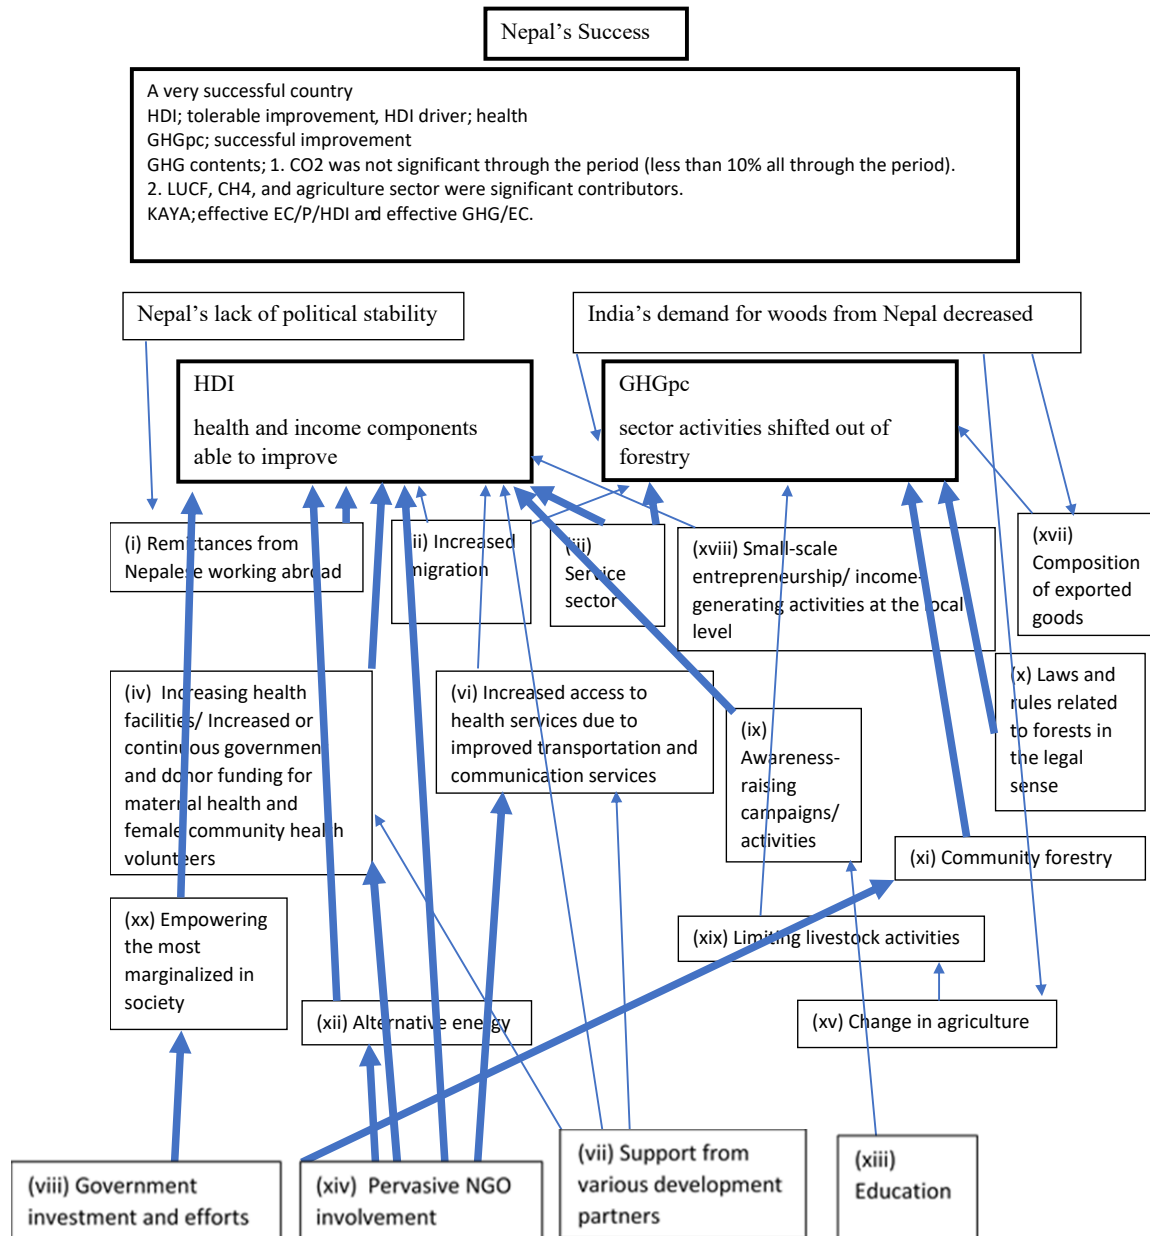 Nepal’s Success
A very successful country
HDI; tolerable improvement, HDI driver; health
GHGpc; successful improvement
GHG contents; 1. CO2 was not significant through the period (less than 10% all through the period).
2. LUCF, CH4, and agriculture sector were significant contributors.
KAYA; effective EC/P/HDI and effective GHG/EC.
Nepal’s lack of political stability
India’s demand for woods from Nepal decreased
HDI
health and income components
able to improve
GHGpc
sector activities shifted out of
forestry
(i) Remittances from
Nepalese working abroad
(ii) Increased
migration
(iii)
Service
sector
(xviii) Small-scale
entrepreneurship/ income-
generating activities at the local
level
(xvii)
Composition
of exported
goods
(iv) Increasing health
facilities/ Increased or
continuous government
and donor funding for
maternal health and
female community health
volunteers
(vi) Increased access to
health services due to
improved transportation and
communication services
(ix)
Awareness-
raising
campaigns/
activities
(x) Laws and
rules related
to forests in
the legal
sense
(xi) Community forestry
(xx) Empowering
the most
marginalized in
society
(xix) Limiting livestock activities
(xii) Alternative energy
(xv) Change in agriculture
(viii) Government
investment and efforts
(xiv) Pervasive NGO
involvement
(vii) Support from
various development
partners
(xiii)
Education